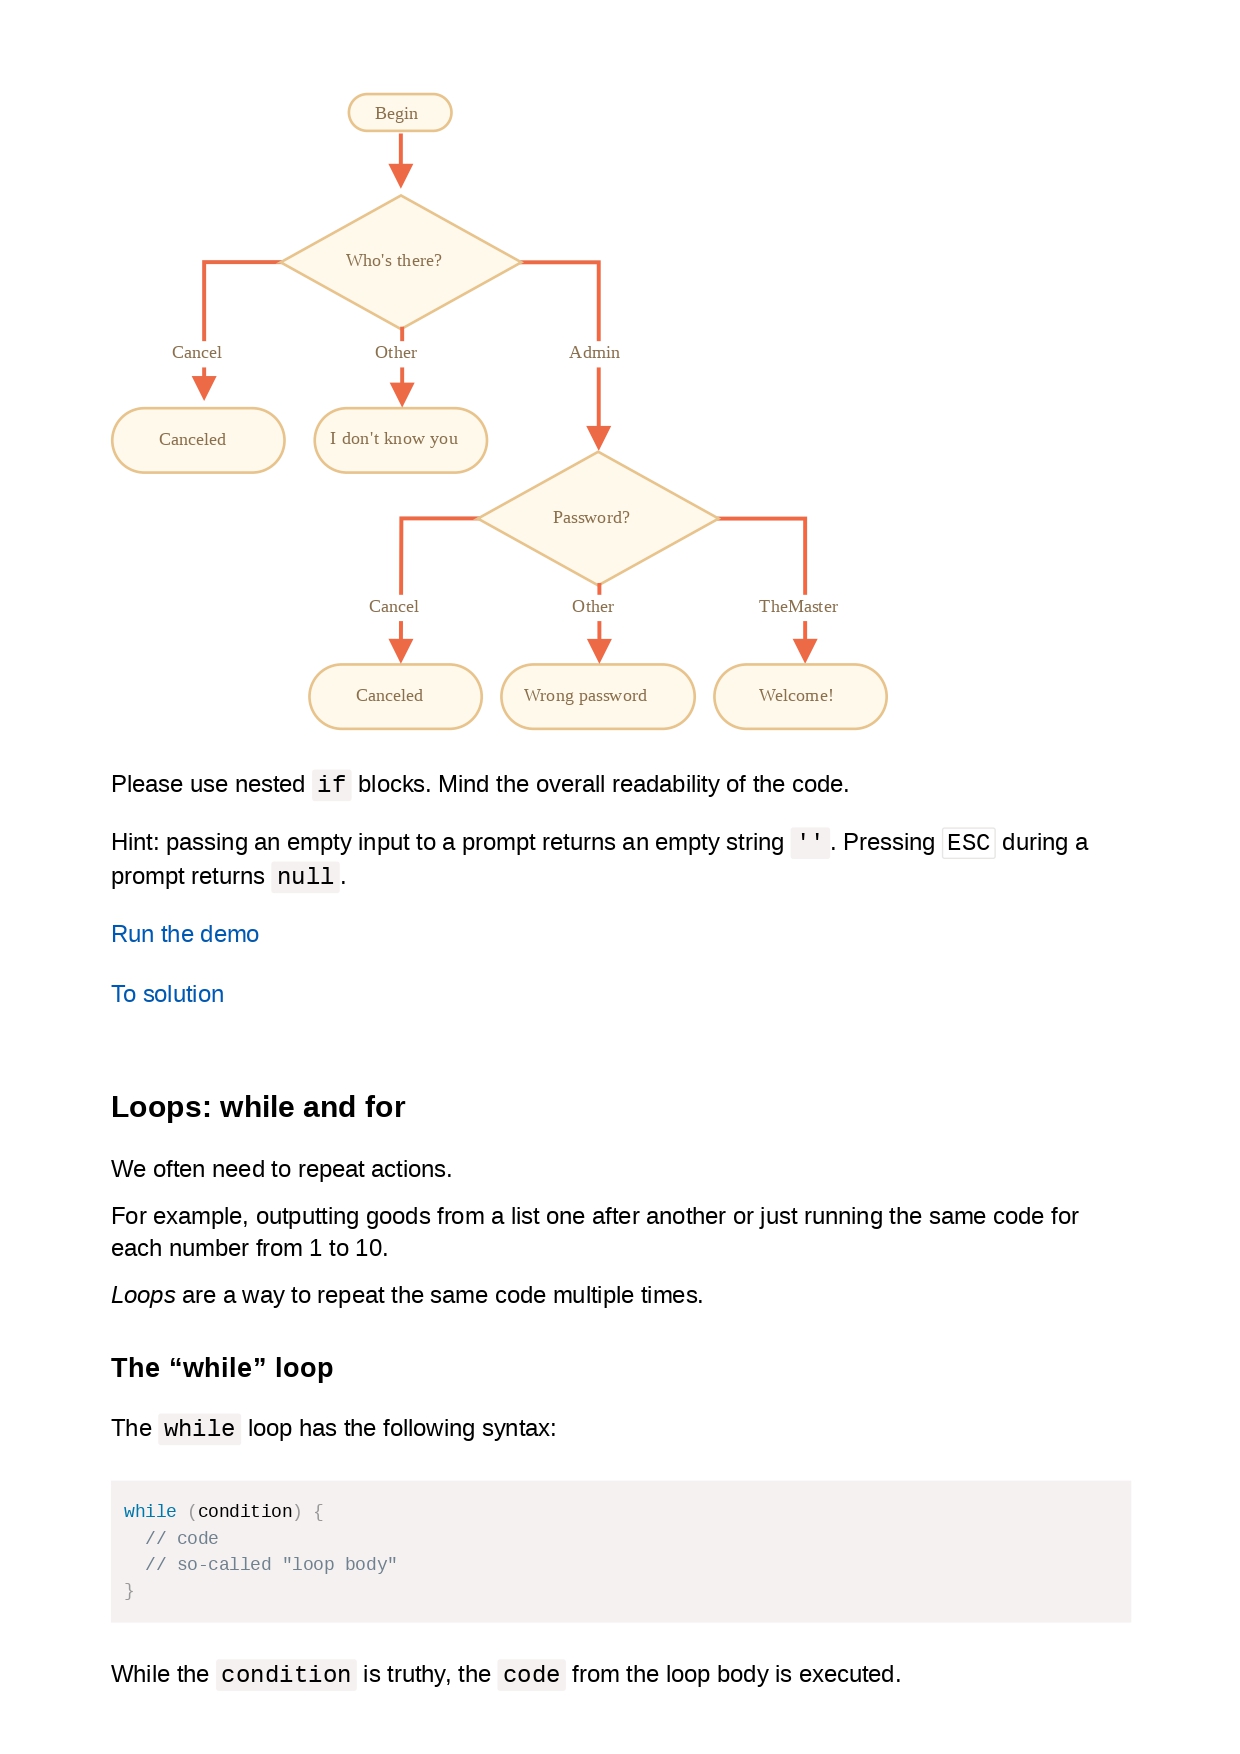 Begin
Who's there?
Cancel
Other
Admin
Canceled
I don't know you
Password?
Cancel
Other
TheMaster
Canceled
Wrong password
Welcome!
Please use nested if blocks. Mind the overall readability of the code.
Hint: passing an empty input to a prompt returns an empty string ''. Pressing ESC during a
prompt returns null.
Run the demo
To solution
Loops: while and for
We often need to repeat actions.
For example, outputting goods from a list one after another or just running the same code for
each number from 1 to 10.
Loops are a way to repeat the same code multiple times.
The “while” loop
The while loop has the following syntax:
while (condition) {
  // code
  // so-called "loop body"
}
While the condition is truthy, the code from the loop body is executed.